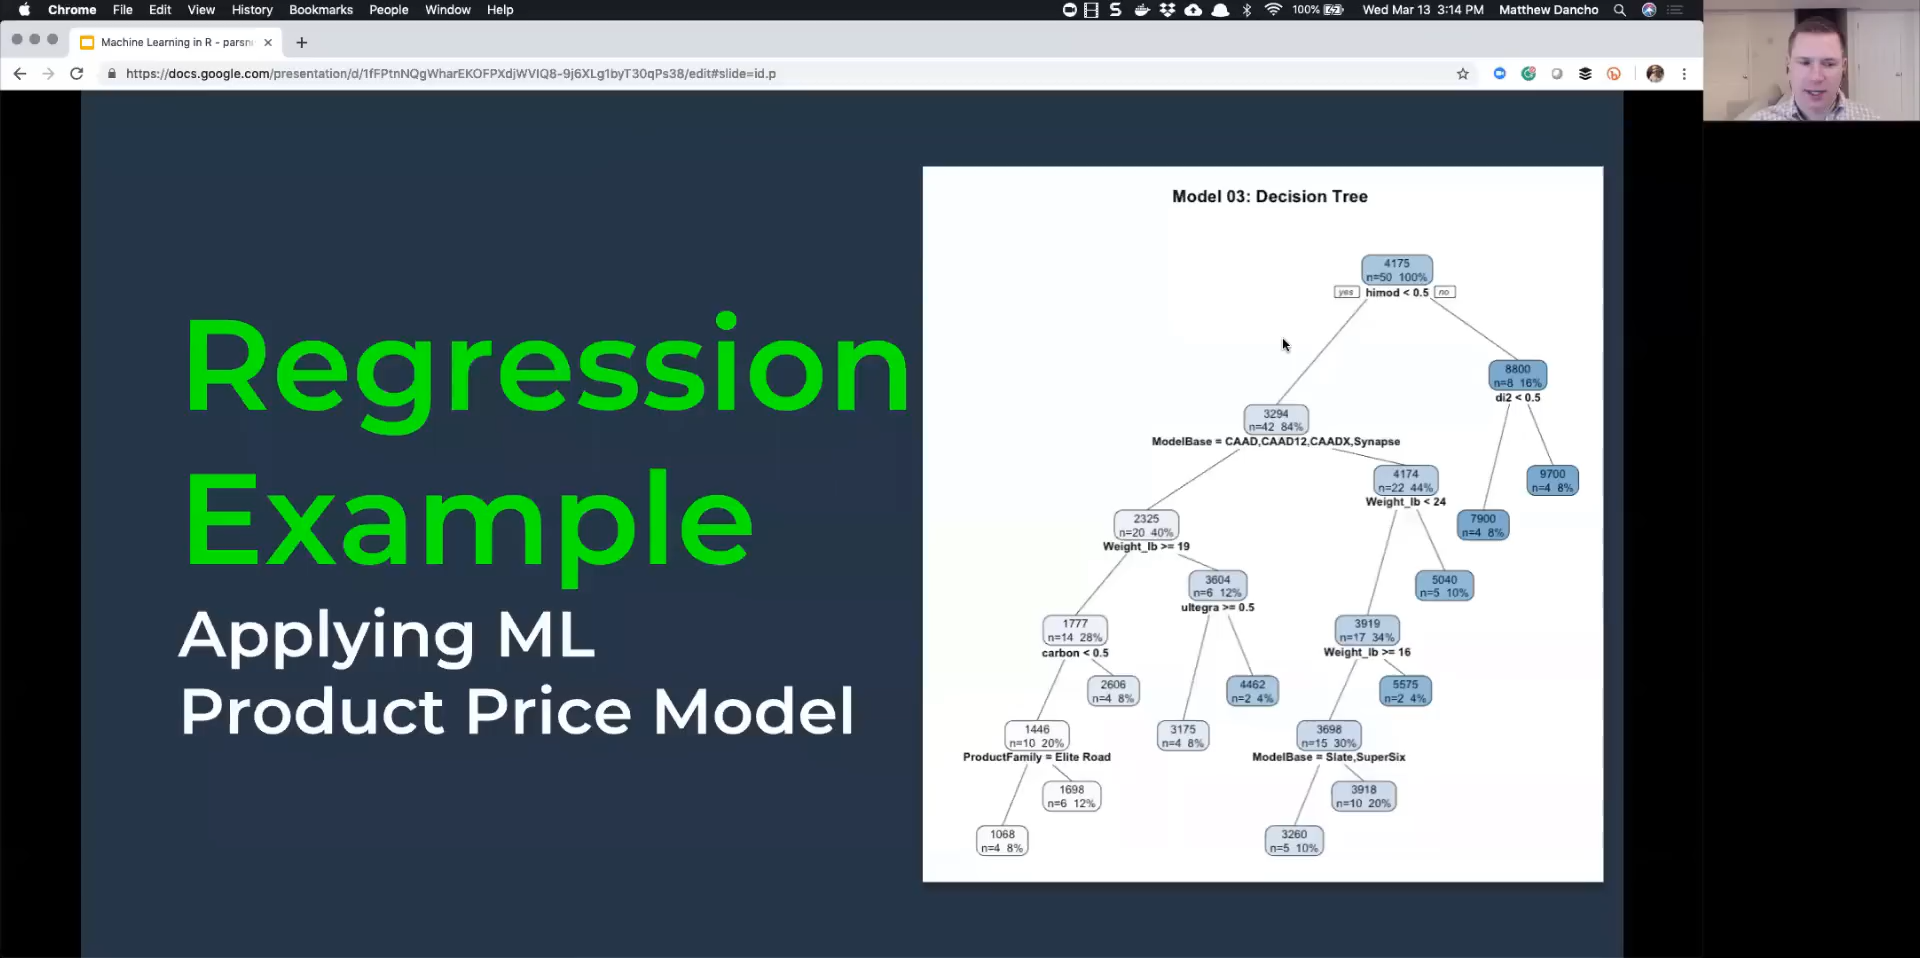 Chrome File Edit View History Bookmarks People Window Help
100% Wed Mar 13 3:14 PM Matthew Dancho
Machine Learning in R - parsn
https://docs.google.com/presentation/d/1fFPtnNQgWharEKOFPXdjWVIQ8-9j6XLg1byT30qPs38/edit#slide=id.p
Regression
Example
Applying ML
Product Price Model
Model 03: Decision Tree
4175
n=50 100%
yes himod < 0.5 no
8800
n=8 16%
di2 < 0.5
3294
n=42 84%
ModelBase = CAAD,CAAD12,CAADX,Synapse
4174
n=22 44%
Weight_lb < 24
9700
n=4 8%
2325
n=20 40%
Weight_lb >= 19
7900
n=4 8%
3604
n=6 12%
ultegra >= 0.5
5040
n=5 10%
1777
n=14 28%
carbon < 0.5
3919
n=17 34%
Weight_lb >= 16
2606
n=4 8%
4462
n=2 4%
5575
n=2 4%
1446
n=10 20%
ProductFamily = Elite Road
3175
n=4 8%
3698
n=15 30%
ModelBase = Slate,SuperSix
1698
n=6 12%
3918
n=10 20%
1068
n=4 8%
3260
n=5 10%